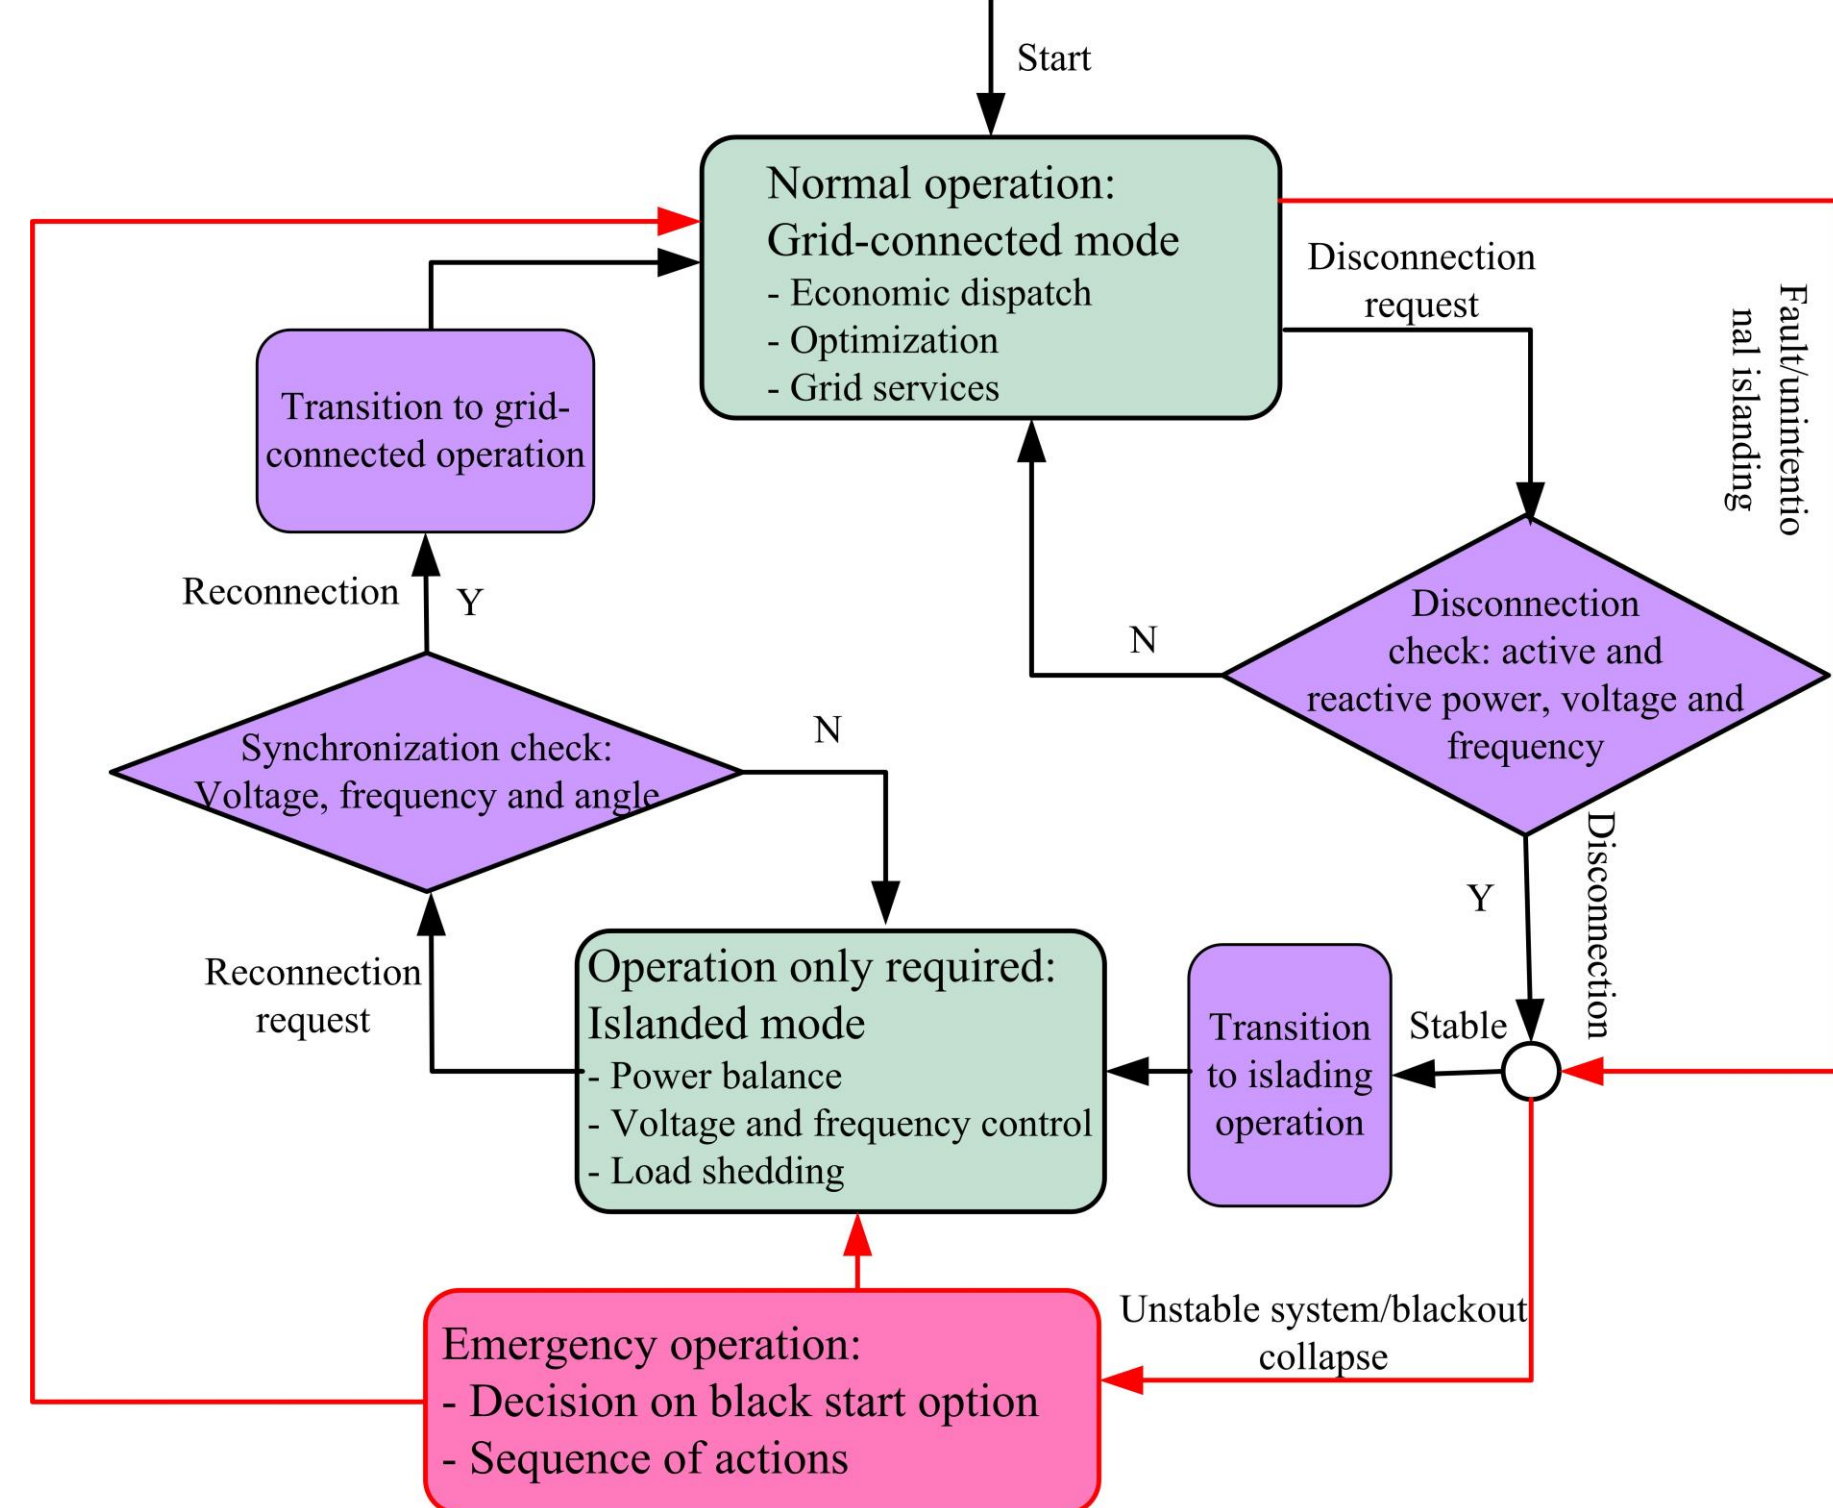 Start
Normal operation:
Grid-connected mode
- Economic dispatch
- Optimization
- Grid services
Disconnection
request
Fault/unintentio
nal islanding
Transition to grid-
connected operation
Reconnection
Y
Disconnection
check: active and
reactive power, voltage and
frequency
N
Synchronization check:
Voltage, frequency and angle
N
Y
Disconnection
Reconnection
request
Operation only required:
Islanded mode
- Power balance
- Voltage and frequency control
- Load shedding
Transition
to islading
operation
Stable
Unstable system/blackout
collapse
Emergency operation:
- Decision on black start option
- Sequence of actions